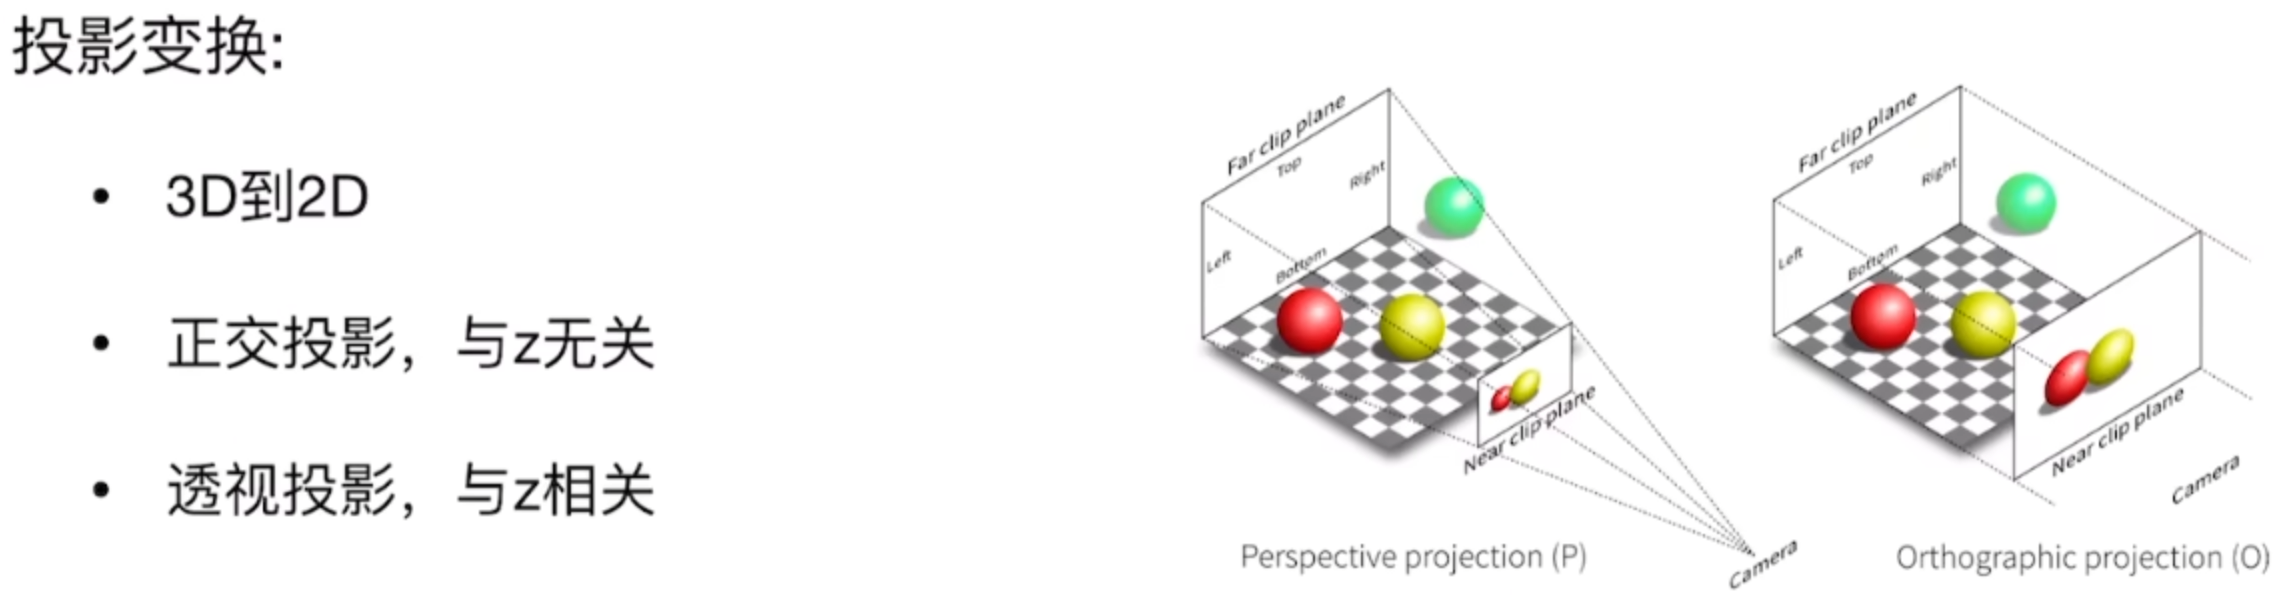 投影变换:
• 3D到2D
• 正交投影，与z无关
• 透视投影，与z相关
Far clip plane
Top
Right
Left
Bottom
Near clip plane
Camera
Perspective projection (P)
Far clip plane
Top
Right
Left
Bottom
Near clip plane
Camera
Orthographic projection (O)